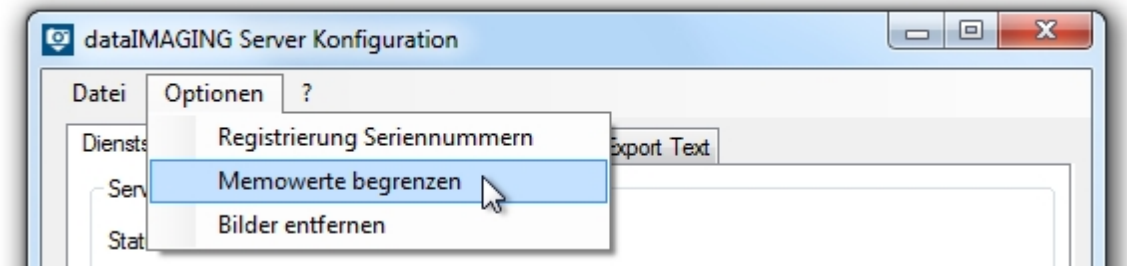 dataIMAGING Server Konfiguration
Datei Optionen ?
Registrierung Seriennummern
Export Text
Memowerte begrenzen
Bilder entfernen